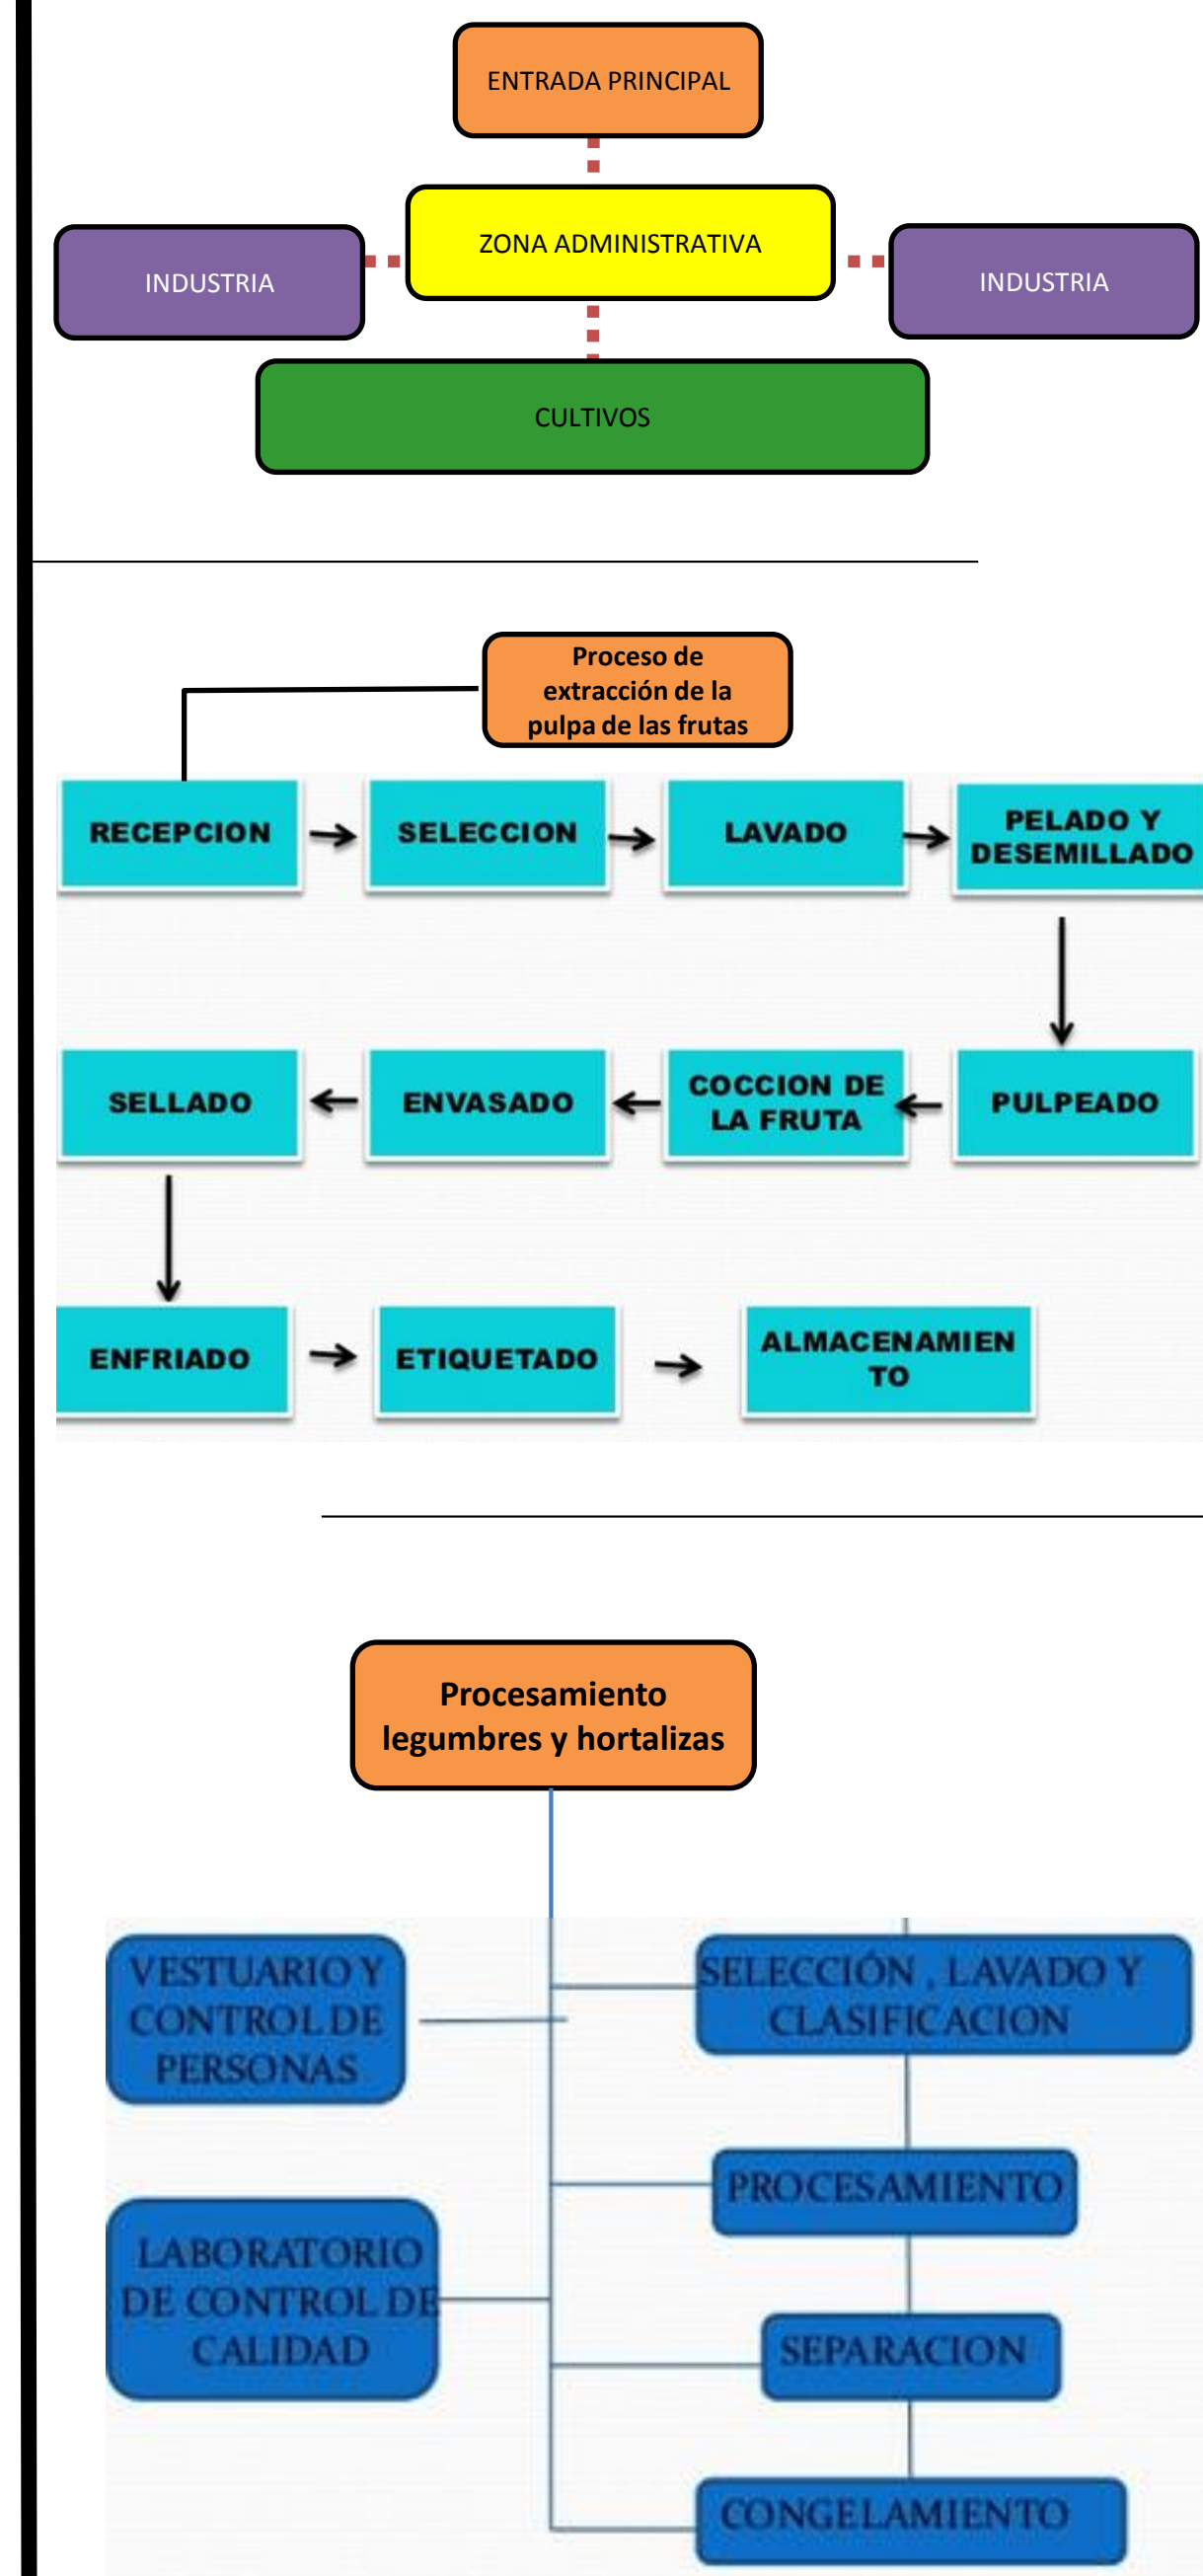 ENTRADA PRINCIPAL
ZONA ADMINISTRATIVA
INDUSTRIA
INDUSTRIA
CULTIVOS
Proceso de
extracción de la
pulpa de las frutas
RECEPCION
SELECCION
LAVADO
PELADO Y
DESEMILLADO
SELLADO
ENVASADO
COCCION DE
LA FRUTA
PULPEADO
ENFRIADO
ETIQUETADO
ALMACENAMIEN
TO
Procesamiento
legumbres y hortalizas
VESTUARIO Y
CONTROL DE
PERSONAS
SELECCIÓN , LAVADO Y
CLASIFICACION
PROCESAMIENTO
LABORATORIO
DE CONTROL DE
CALIDAD
SEPARACION
CONGELAMIENTO